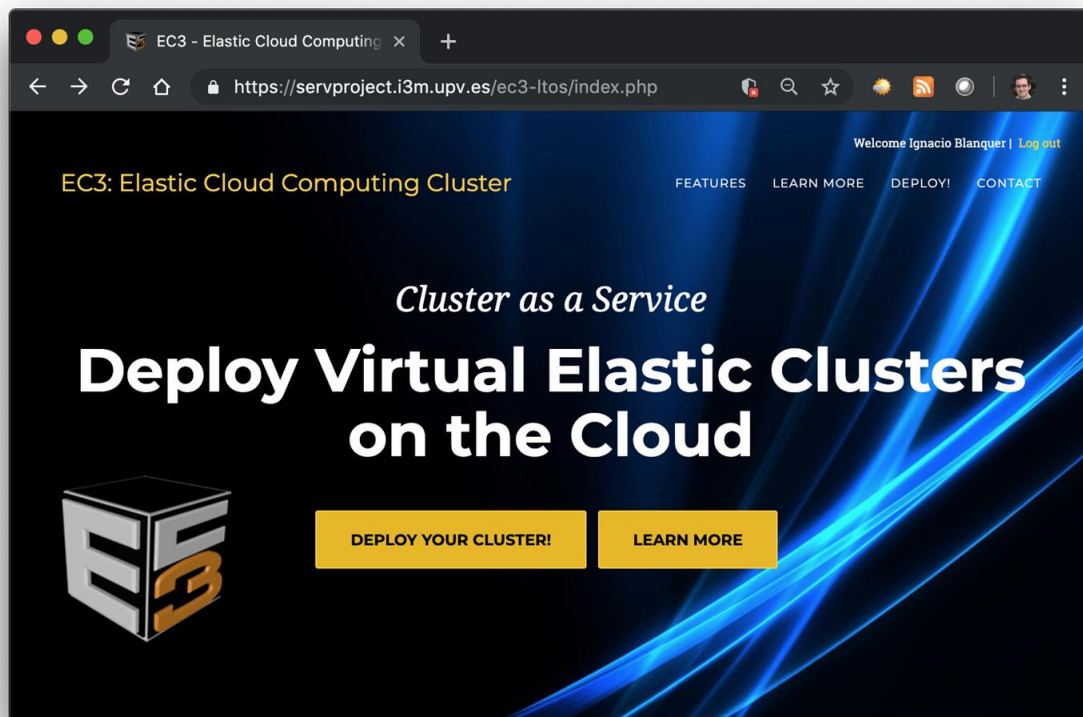 EC3 - Elastic Cloud Computing
https://servproject.i3m.upv.es/ec3-ltos/index.php
Welcome Ignacio Blanquer | Log out
EC3: Elastic Cloud Computing Cluster
FEATURES LEARN MORE DEPLOY! CONTACT
Cluster as a Service
Deploy Virtual Elastic Clusters
on the Cloud
EC3
DEPLOY YOUR CLUSTER! LEARN MORE